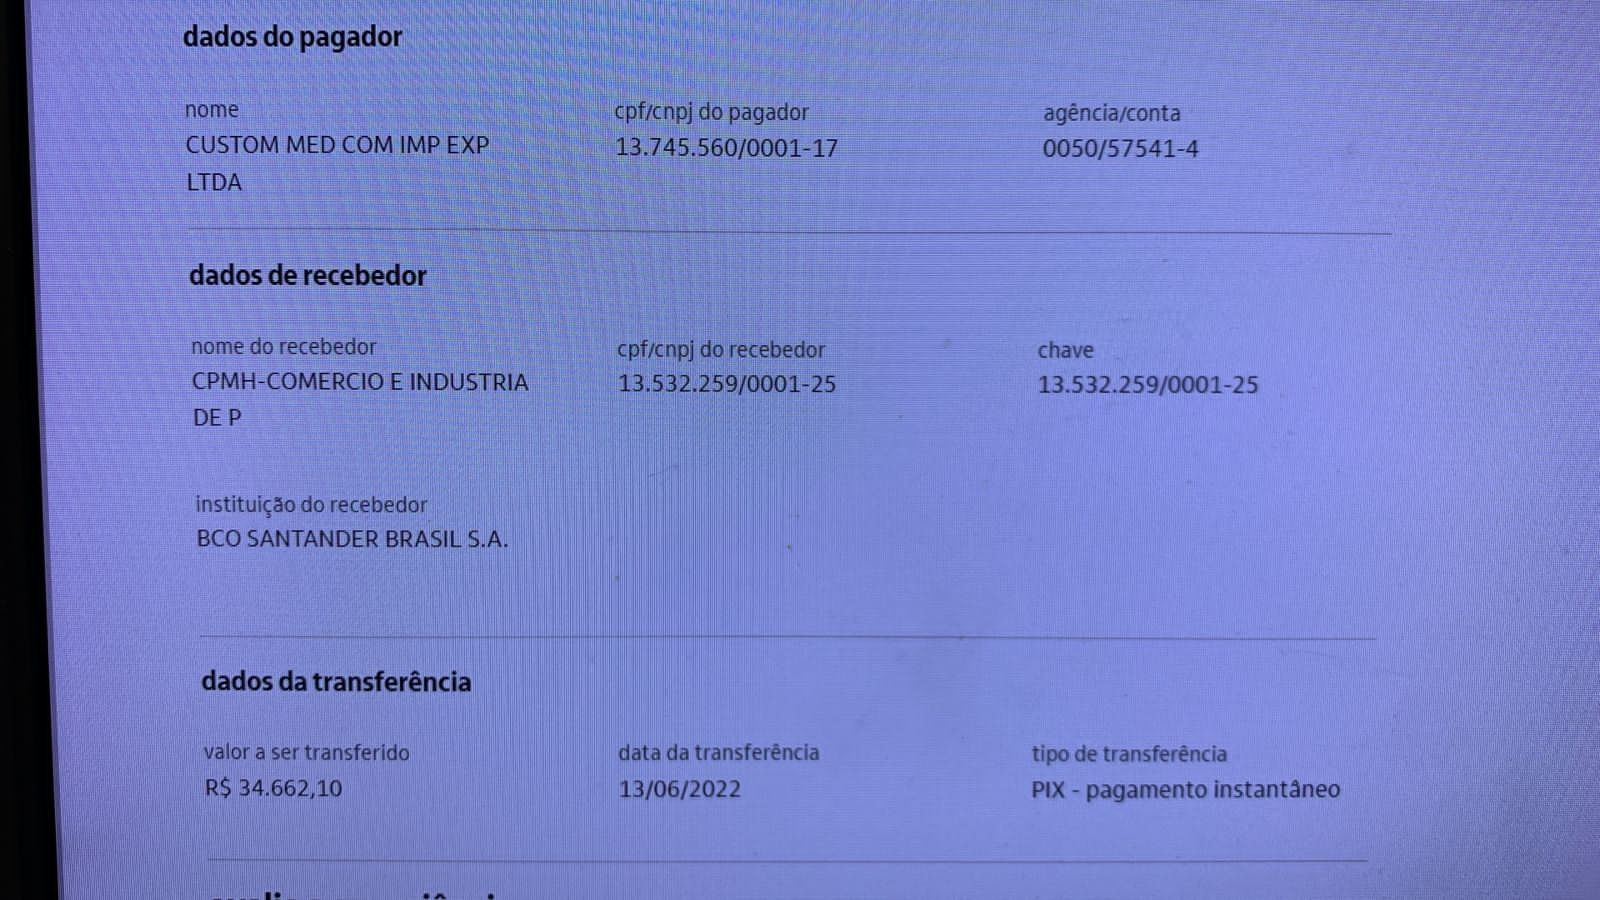 dados do pagador
nome cpf/cnpj do pagador agência/conta
CUSTOM MED COM IMP EXP 13.745.560/0001-17 0050/57541-4
LTDA
dados de recebedor
nome do recebedor cpf/cnpj do recebedor chave
CPMH-COMERCIO E INDUSTRIA 13.532.259/0001-25 13.532.259/0001-25
DE P
instituição do recebedor
BCO SANTANDER BRASIL S.A.
dados da transferência
valor a ser transferido data da transferência tipo de transferência
R$ 34.662,10 13/06/2022 PIX - pagamento instantâneo